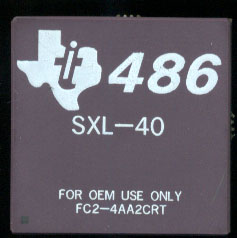 ti 486
SXL-40
FOR OEM USE ONLY
FC2-4AA2CRT